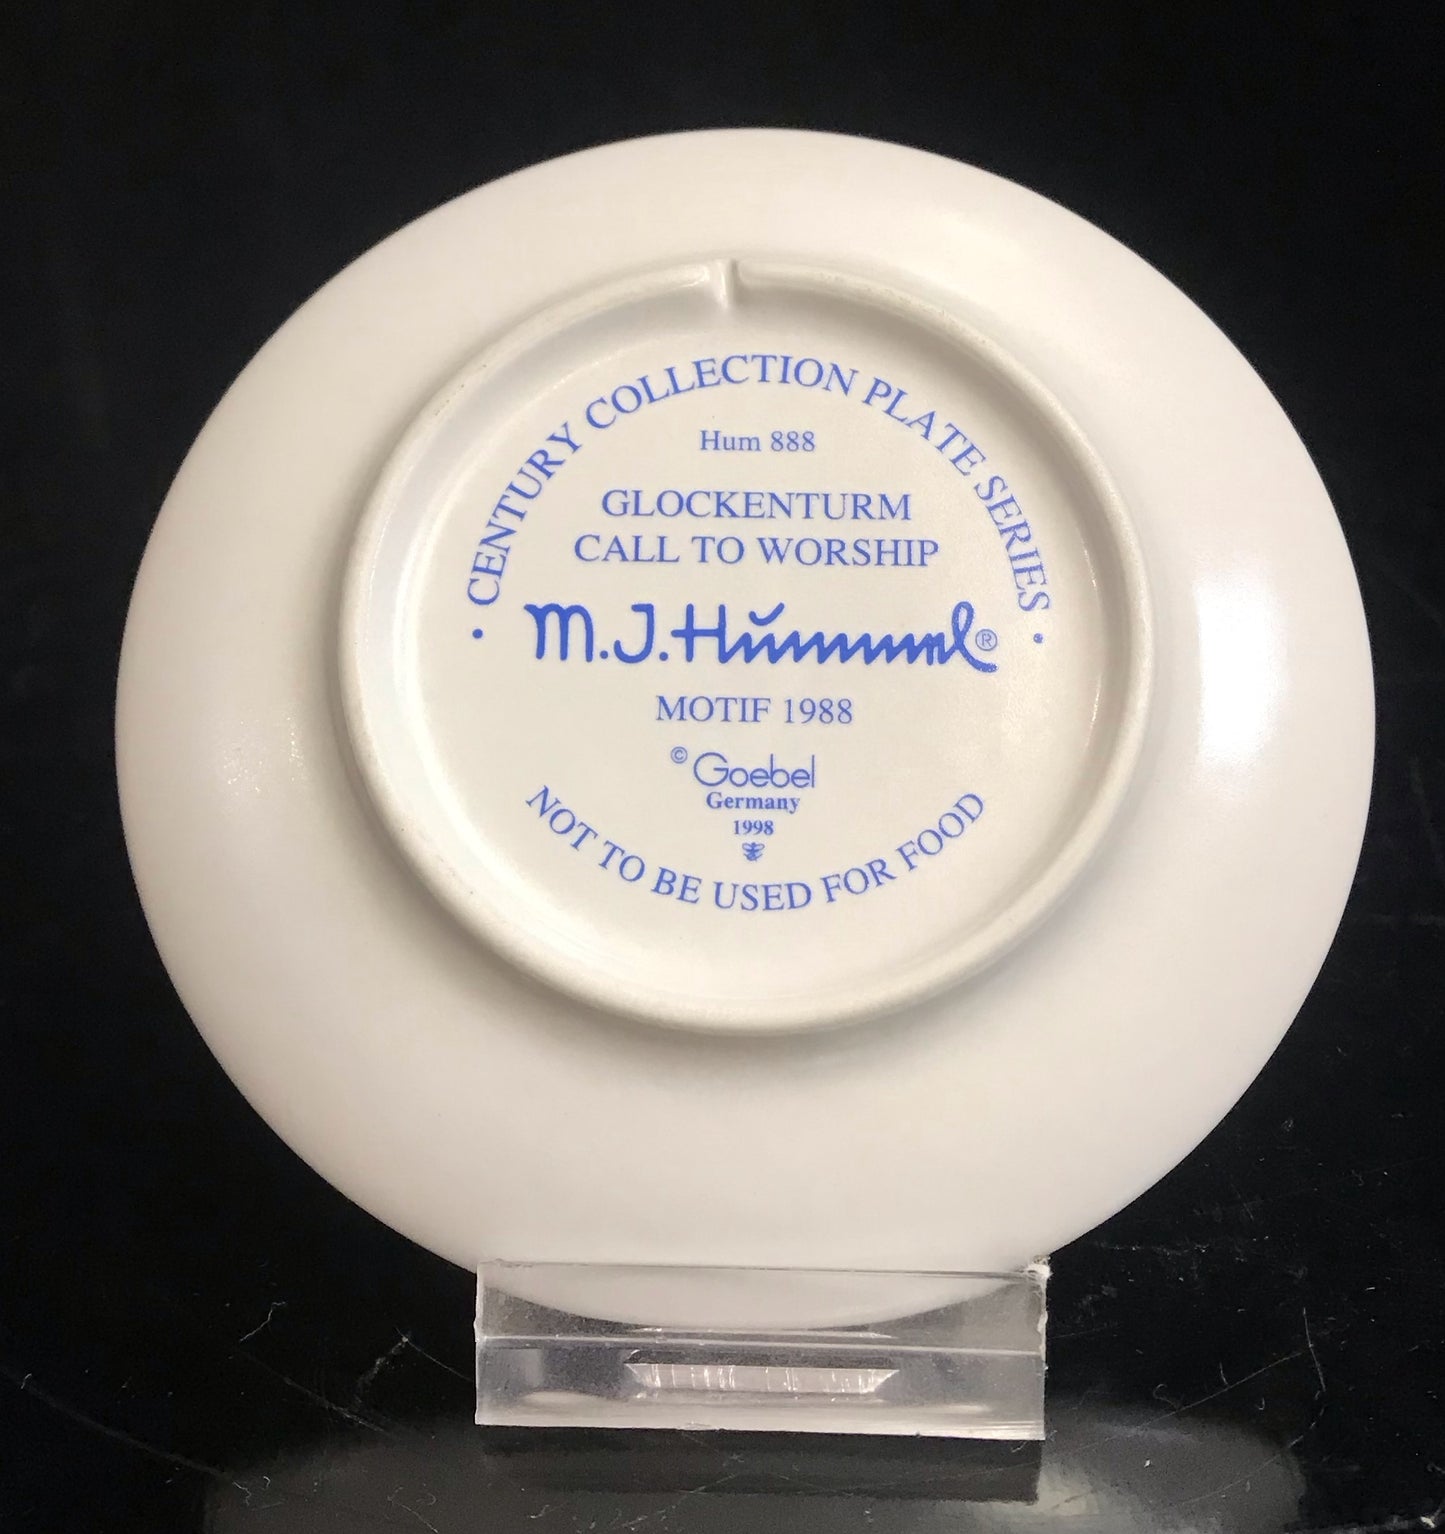 CENTURY COLLECTION PLATE SERIES
Hum 888
GLOCKENTURM
CALL TO WORSHIP
M.J.Hummel®
MOTIF 1988
© Goebel
Germany
1998
NOT TO BE USED FOR FOOD